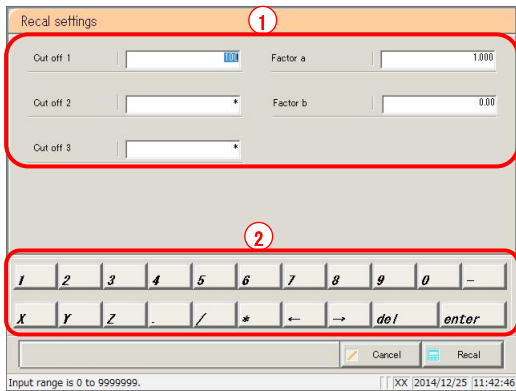 Recal settings
1
Cut off 1 100 Factor a 1.000
Cut off 2 * Factor b 0.00
Cut off 3 *
2
1 2 3 4 5 6 7 8 9 0 -
X Y Z . / * ← → del enter
Cancel Recal
Input range is 0 to 9999999. XX 2014/12/25 11:42:46